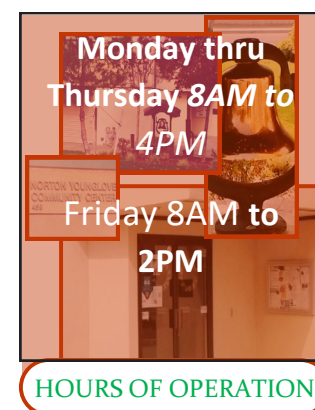 Monday thru
Thursday 8AM to
4PM
NORTON YOUNGLOVE
COMMUNITY CENTER
Friday 8AM to
2PM
HOURS OF OPERATION